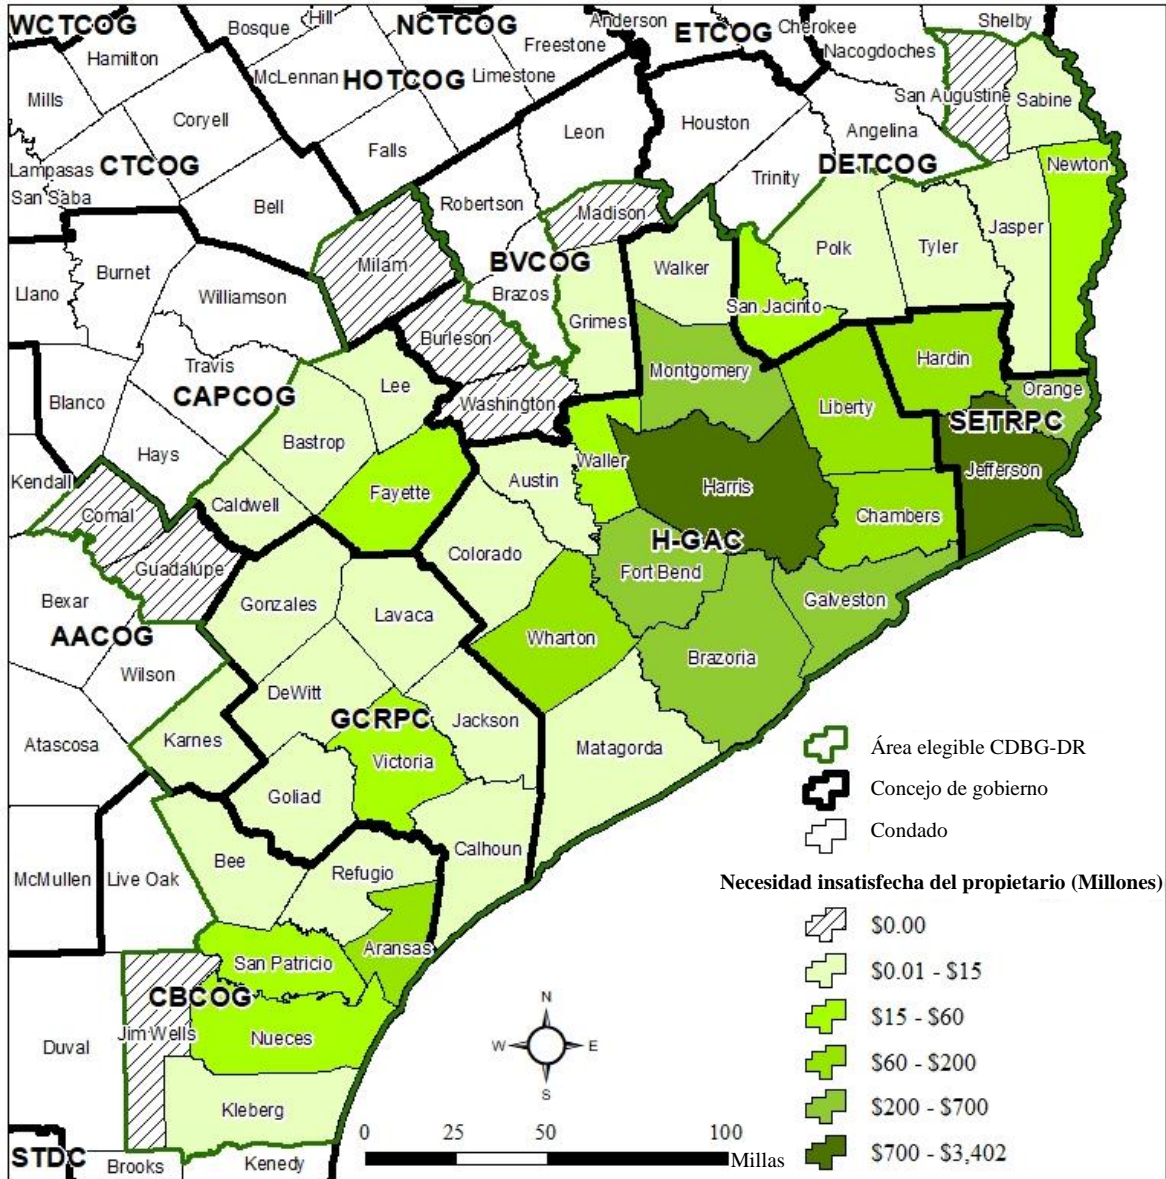 WCTCOG
Bosque
Hill
NCTCOG
Anderson
ETCOG
Cherokee
Shelby
Hamilton
Freestone
Nacogdoches
McLennan
HOTCOG
Limestone
Mills
San Augustine
Sabine
Coryell
Leon
Houston
Angelina
Falls
Lampasas
CTCOG
DETCOG
Newton
San Saba
Trinity
Bell
Robertson
Madison
Jasper
Milam
Polk
Tyler
Burnet
BVCOG
Walker
Llano
Williamson
Brazos
San Jacinto
Grimes
Burleson
Hardin
Travis
Montgomery
Lee
Orange
CAPCOG
Washington
Liberty
Blanco
SETRPC
Bastrop
Hays
Waller
Jefferson
Kendall
Austin
Harris
Fayette
Caldwell
Comal
Chambers
H-GAC
Colorado
Guadalupe
Fort Bend
Bexar
Gonzales
Lavaca
Galveston
AACOG
Wharton
Brazoria
Wilson
DeWitt
GCRPC
Jackson
Atascosa
Karnes
Matagorda
Victoria
Goliad
Calhoun
Bee
McMullen
Live Oak
Refugio
Aransas
San Patricio
CBCOG
Jim Wells
Duval
Nueces
Kleberg
STDC
Brooks
Kenedy
N
W
E
S
0
25
50
100
Millas
Área elegible CDBG-DR
Concejo de gobierno
Condado
Necesidad insatisfecha del propietario (Millones)
$0.00
$0.01 - $15
$15 - $60
$60 - $200
$200 - $700
$700 - $3,402